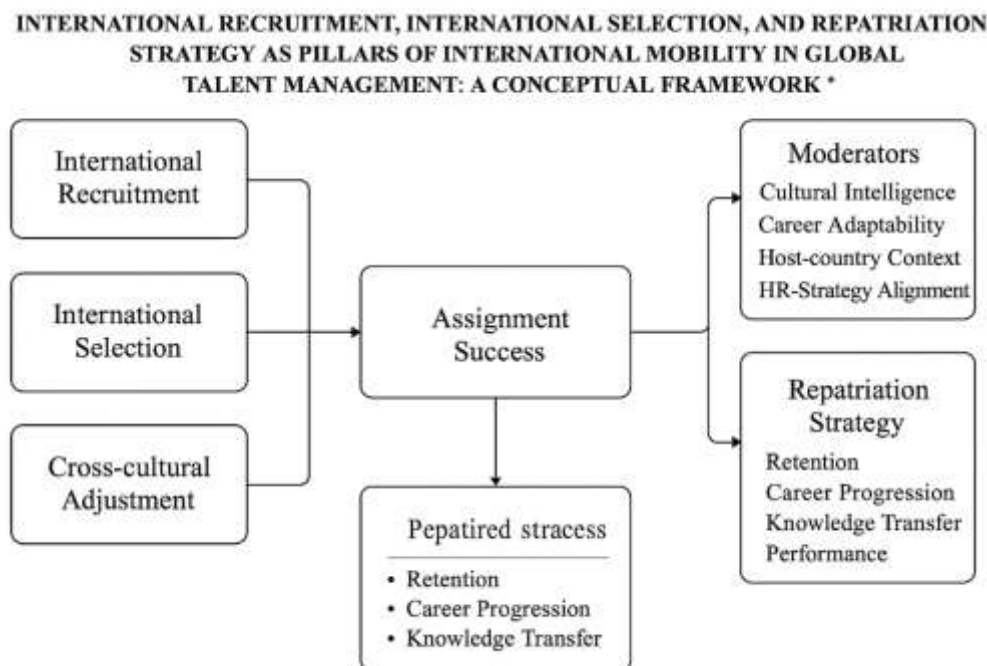 INTERNATIONAL RECRUITMENT, INTERNATIONAL SELECTION, AND REPATRIATION
STRATEGY AS PILLARS OF INTERNATIONAL MOBILITY IN GLOBAL
TALENT MANAGEMENT: A CONCEPTUAL FRAMEWORK *
International
Recruitment
International
Selection
Cross-cultural
Adjustment
Assignment
Success
Pepatired stracess
• Retention
• Career Progression
• Knowledge Transfer
Moderators
Cultural Intelligence
Career Adaptability
Host-country Context
HR-Strategy Alignment
Repatriation
Strategy
Retention
Career Progression
Knowledge Transfer
Performance